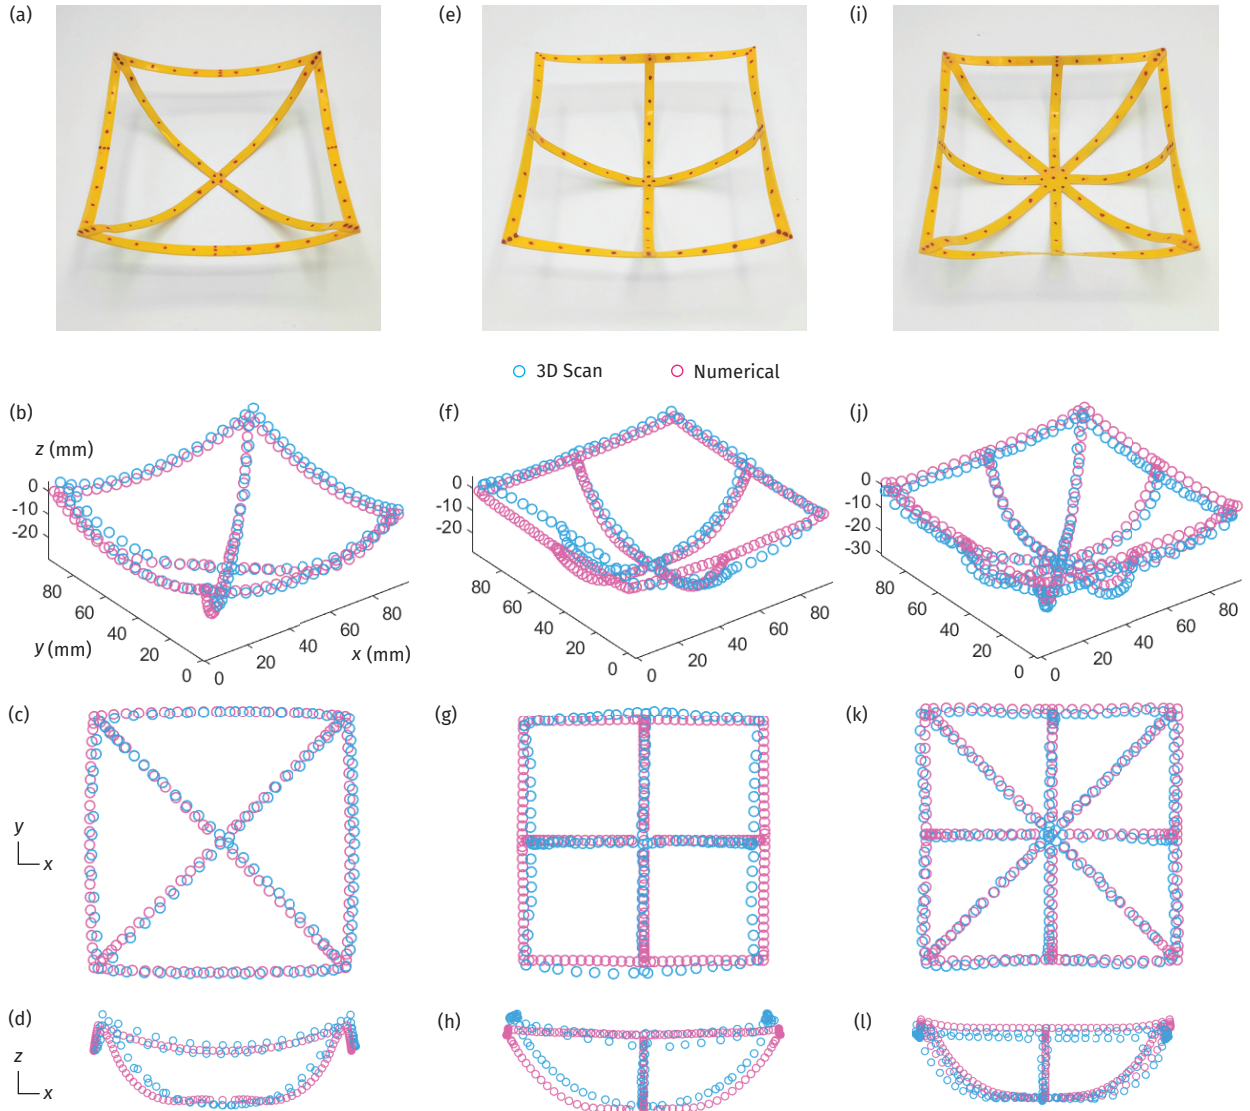 (a) (e) (i)
3D Scan Numerical
(b) (f) (j)
z (mm)
0 0 0
-10 -10 -10
-20 -20 -20
-30
80 80 80
60 60 60
40 40 40
20 20 20
0 0 0
y (mm)
0 20 40 60 80
x (mm)
0 20 40 60 80
0 20 40 60 80
(c) (g) (k)
y
x
(d) (h) (l)
z
x